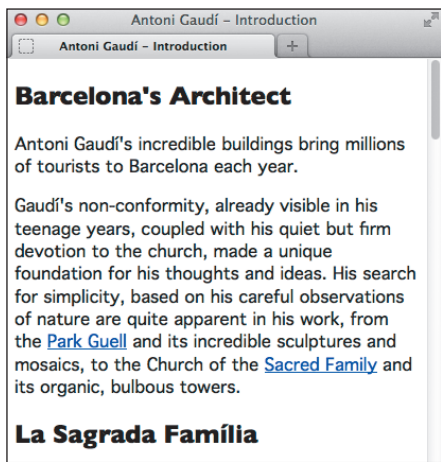 Antoni Gaudí – Introduction
Antoni Gaudí – Introduction
+
Barcelona's Architect
Antoni Gaudí's incredible buildings bring millions
of tourists to Barcelona each year.
Gaudí's non-conformity, already visible in his
teenage years, coupled with his quiet but firm
devotion to the church, made a unique
foundation for his thoughts and ideas. His search
for simplicity, based on his careful observations
of nature are quite apparent in his work, from
the Park Guell and its incredible sculptures and
mosaics, to the Church of the Sacred Family and
its organic, bulbous towers.
La Sagrada Família